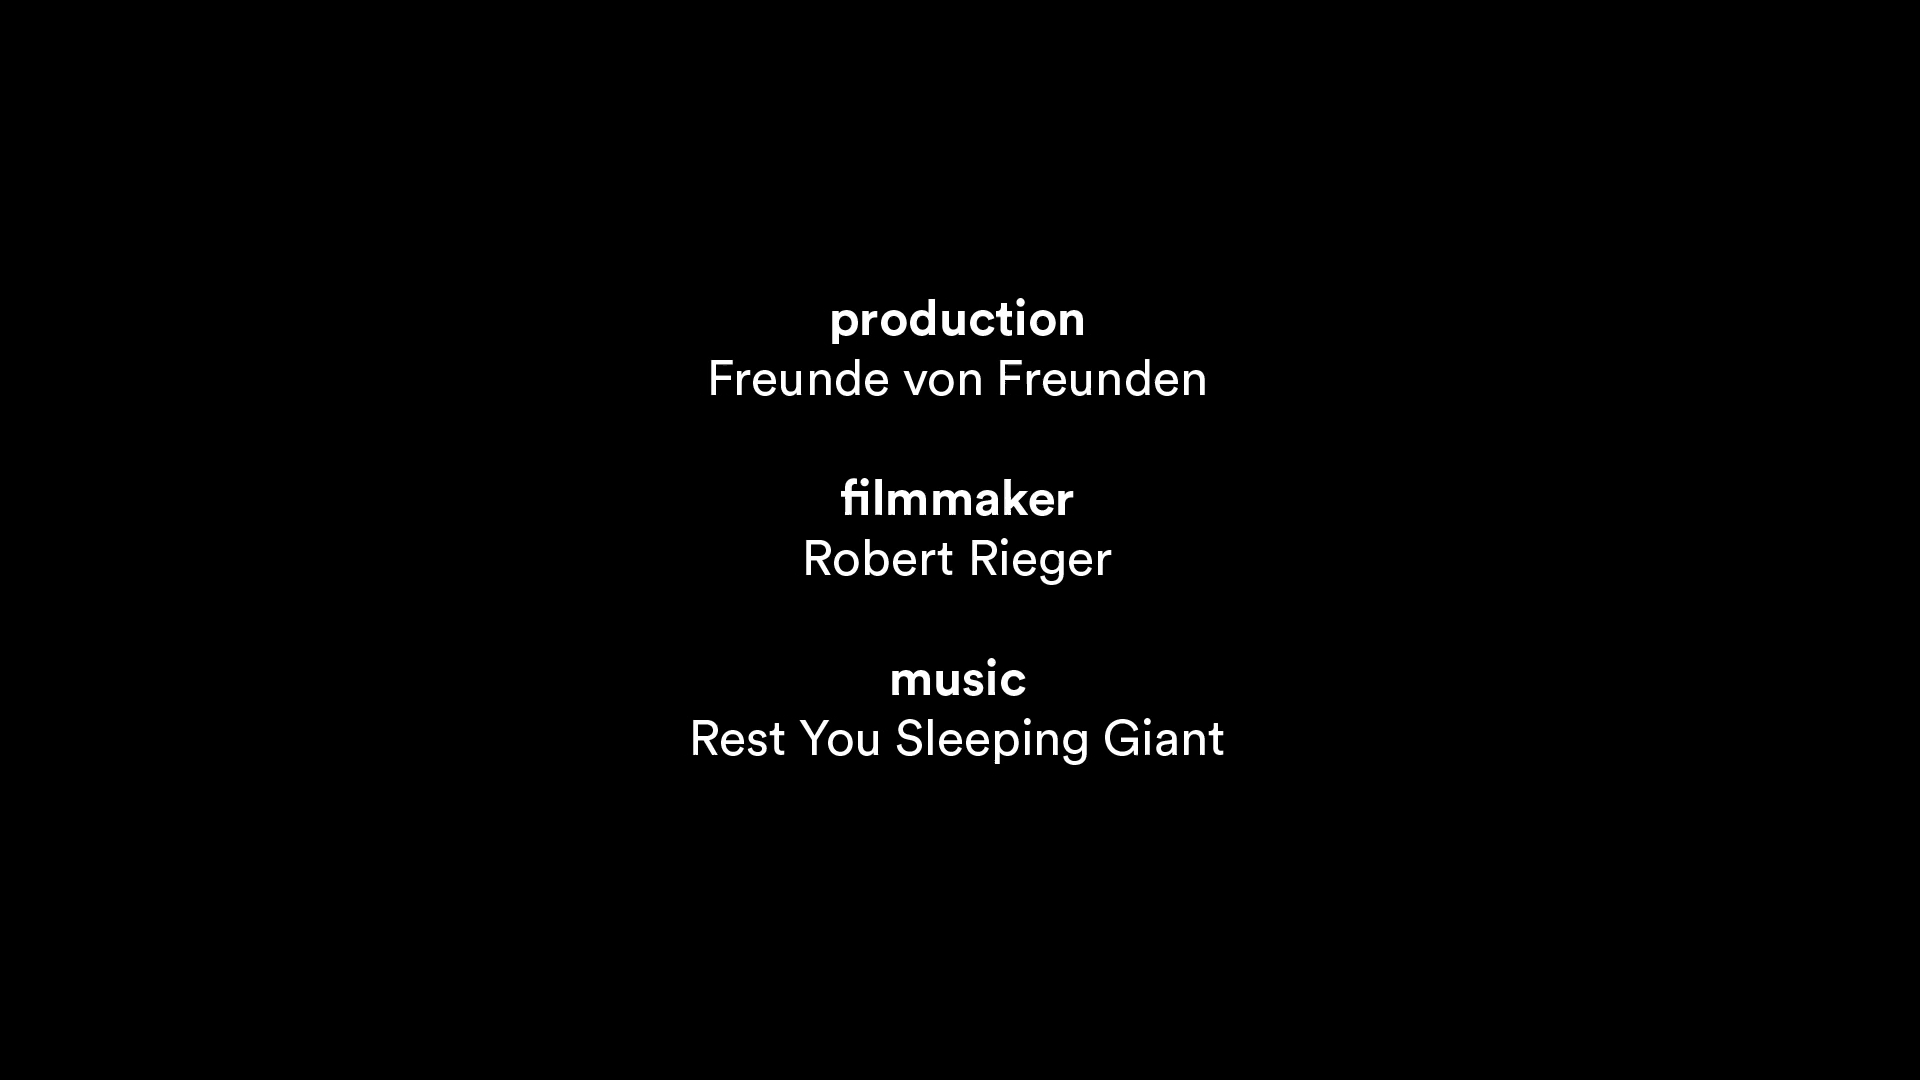 production
Freunde von Freunden
filmmaker
Robert Rieger
music
Rest You Sleeping Giant